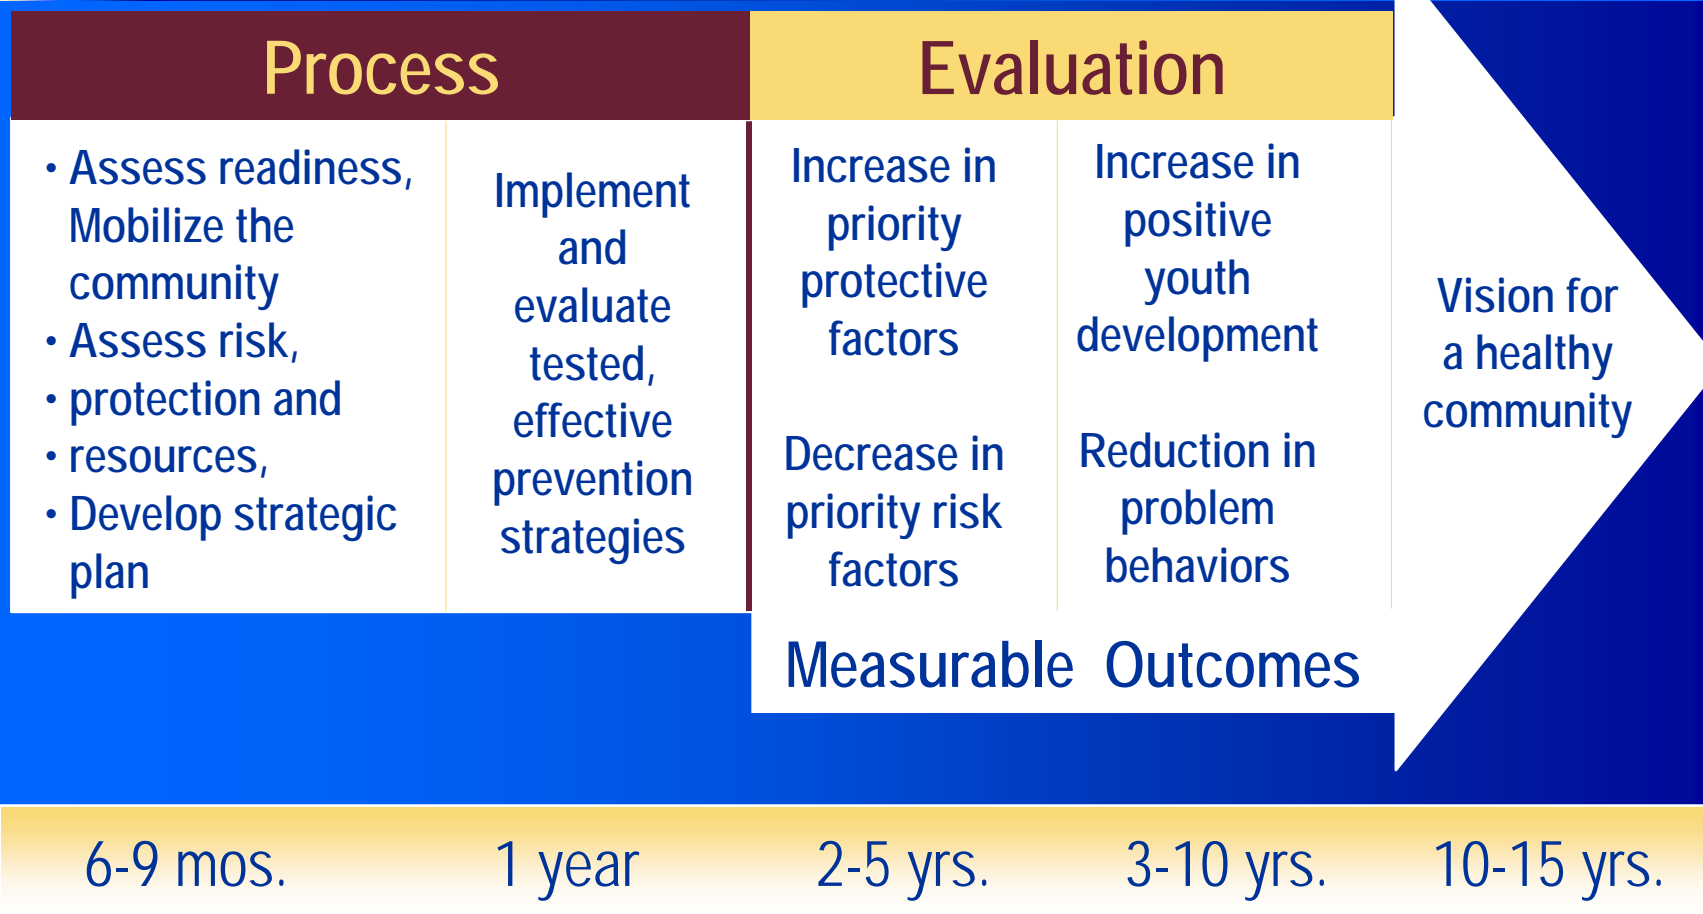 Process
Evaluation
• Assess readiness,
Mobilize the
community
• Assess risk,
• protection and
• resources,
• Develop strategic
plan
Implement
and
evaluate
tested,
effective
prevention
strategies
Increase in
priority
protective
factors
Decrease in
priority risk
factors
Increase in
positive
youth
development
Reduction in
problem
behaviors
Measurable Outcomes
Vision for
a healthy
community
6-9 mos.
1 year
2-5 yrs.
3-10 yrs.
10-15 yrs.